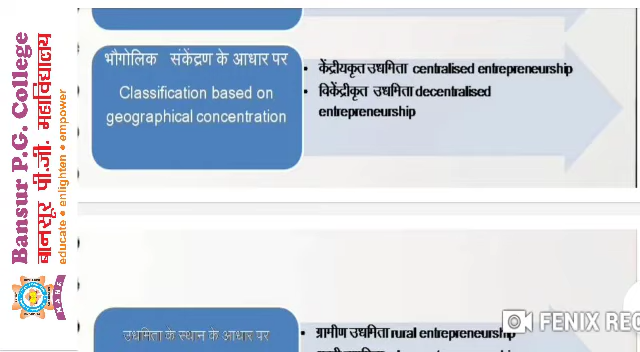 Bansur P.G. College
बानसूर पी.जी. महाविद्यालय
educate • enlighten • empower
भौगोलिक संकेंद्रण के आधार पर
Classification based on
geographical concentration
• केंद्रीयकृत उधमिता centralised entrepreneurship
• विकेंद्रीकृत उधमिता decentralised
entrepreneurship
उधमिता के स्थान के आधार पर
• ग्रामीण उधमिता rural entrepreneurship
FENIX REC